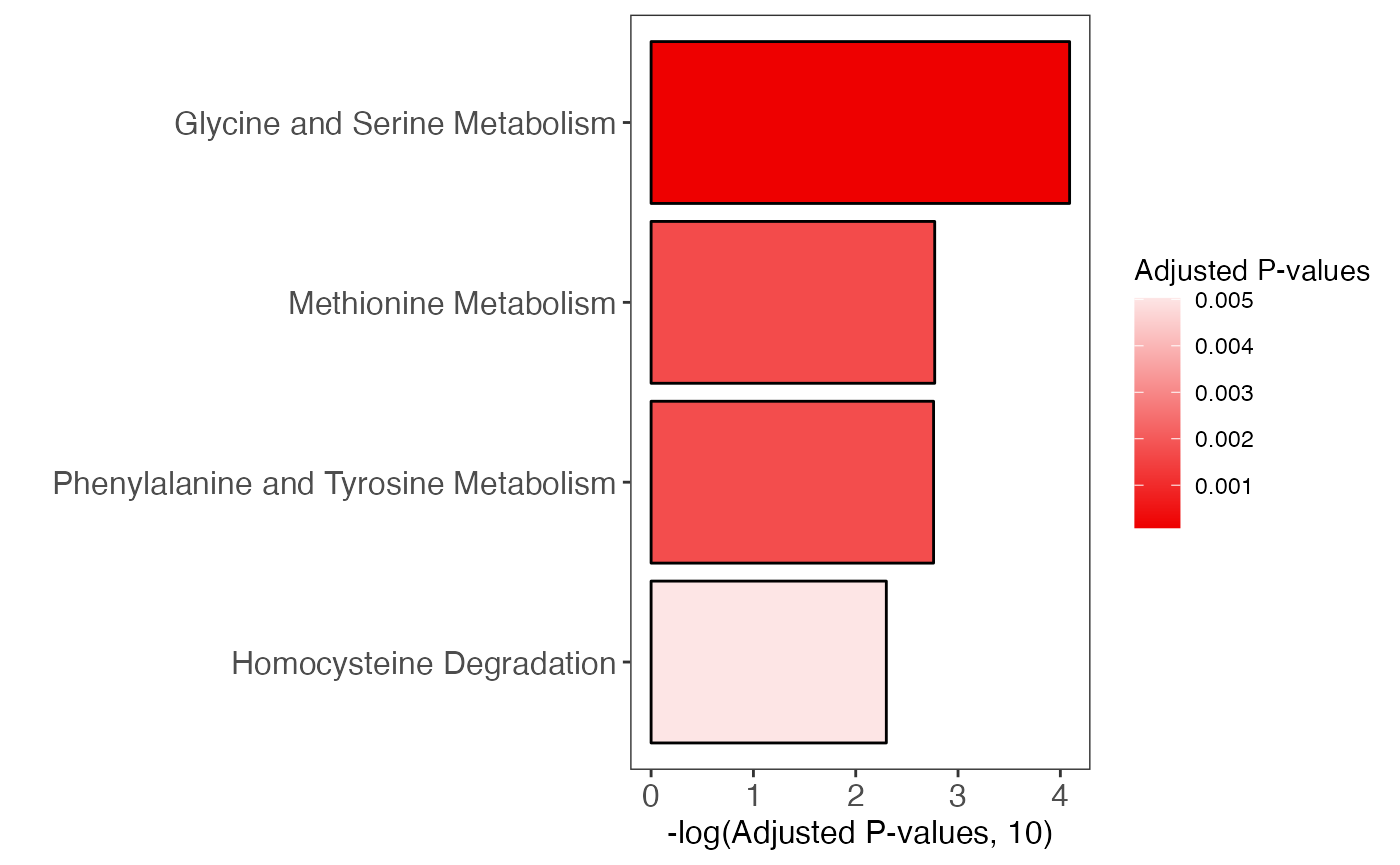 Glycine and Serine Metabolism
Methionine Metabolism
Phenylalanine and Tyrosine Metabolism
Homocysteine Degradation
0 1 2 3 4
-log(Adjusted P-values, 10)
Adjusted P-values
0.005
0.004
0.003
0.002
0.001